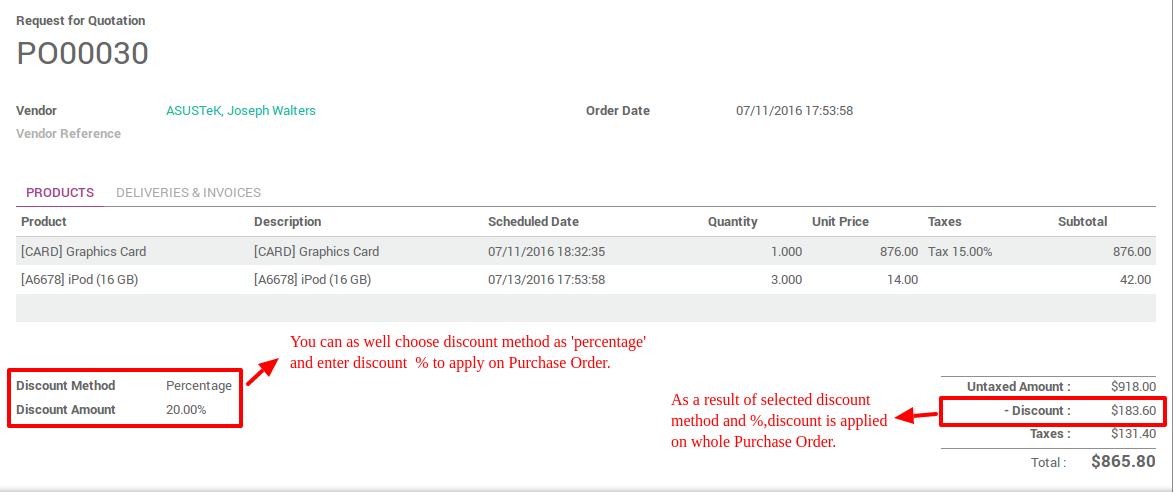 Request for Quotation
PO00030
Vendor ASUSTeK, Joseph Walters Order Date 07/11/2016 17:53:58
Vendor Reference
PRODUCTS DELIVERIES & INVOICES
Product Description Scheduled Date Quantity Unit Price Taxes Subtotal
[CARD] Graphics Card [CARD] Graphics Card 07/11/2016 18:32:35 1.000 876.00 Tax 15.00% 876.00
[A6678] iPod (16 GB) [A6678] iPod (16 GB) 07/13/2016 17:53:58 3.000 14.00 42.00
You can as well choose discount method as 'percentage'
and enter discount % to apply on Purchase Order.
Discount Method Percentage
Discount Amount 20.00%
As a result of selected discount
method and %,discount is applied
on whole Purchase Order.
Untaxed Amount : $918.00
- Discount : $183.60
Taxes : $131.40
Total : $865.80